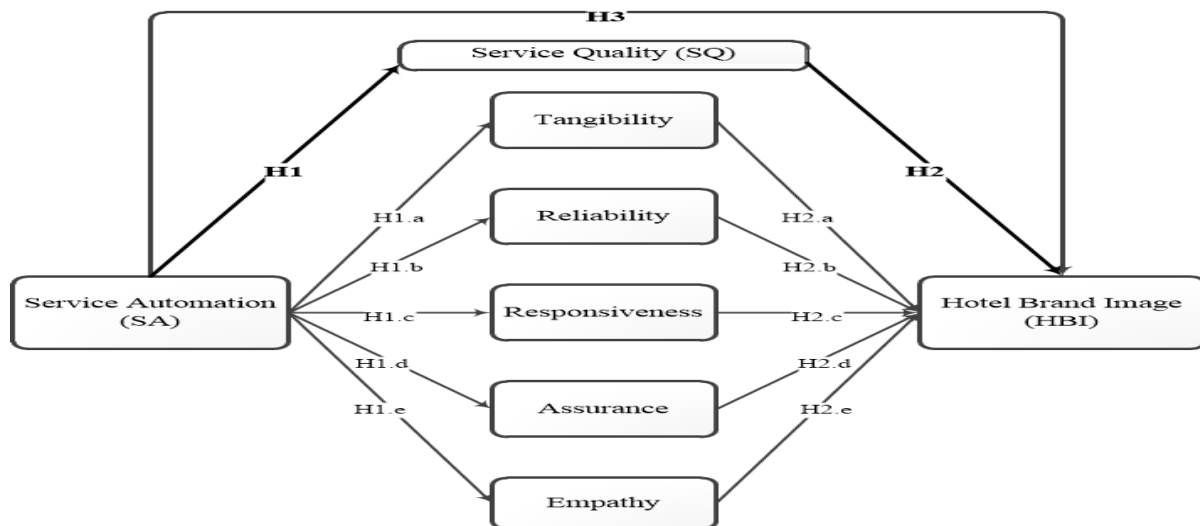 H3
Service Quality (SQ)
Tangibility
H1
H2
H1.a
Reliability
H2.a
H1.b
H2.b
Service Automation
(SA)
H1.c
Responsiveness
H2.c
Hotel Brand Image
(HBI)
H1.d
H2.d
H1.e
Assurance
H2.e
Empathy